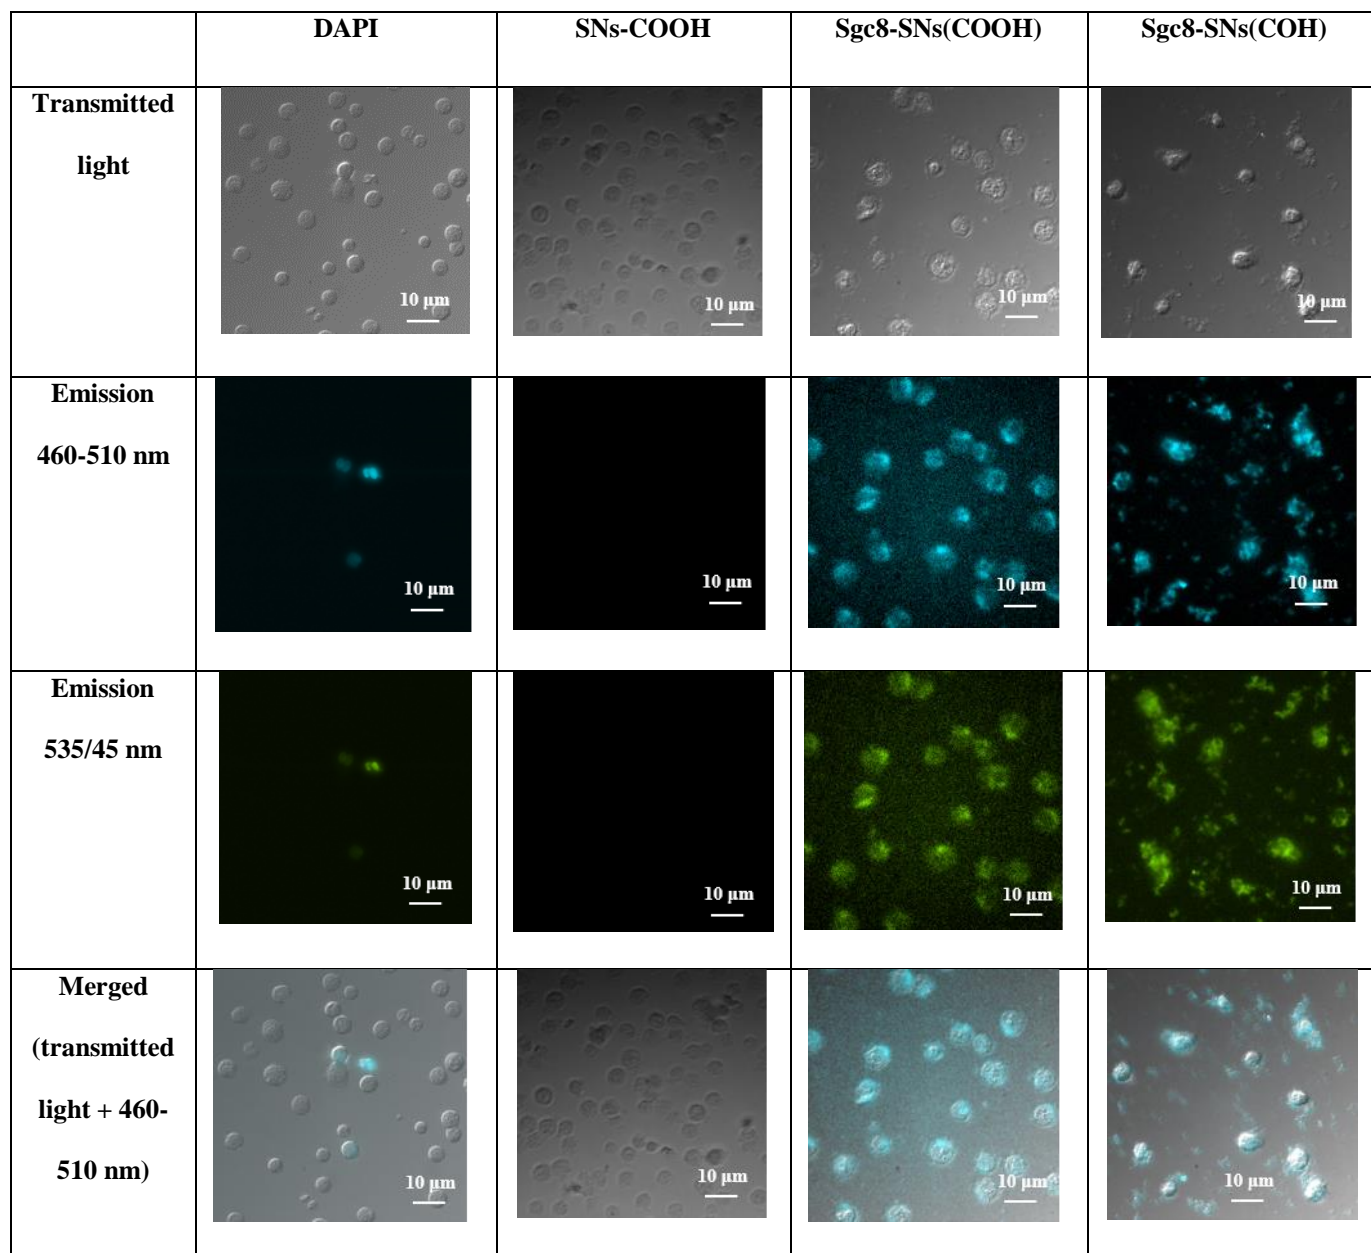 DAPI SNs-COOH Sgc8-SNs(COOH) Sgc8-SNs(COH)
Transmitted
light
10 µm 10 µm 10 µm 10 µm
Emission
460-510 nm
10 µm 10 µm 10 µm 10 µm
Emission
535/45 nm
10 µm 10 µm 10 µm 10 µm
Merged
(transmitted
light + 460-
510 nm)
10 µm 10 µm 10 µm 10 µm